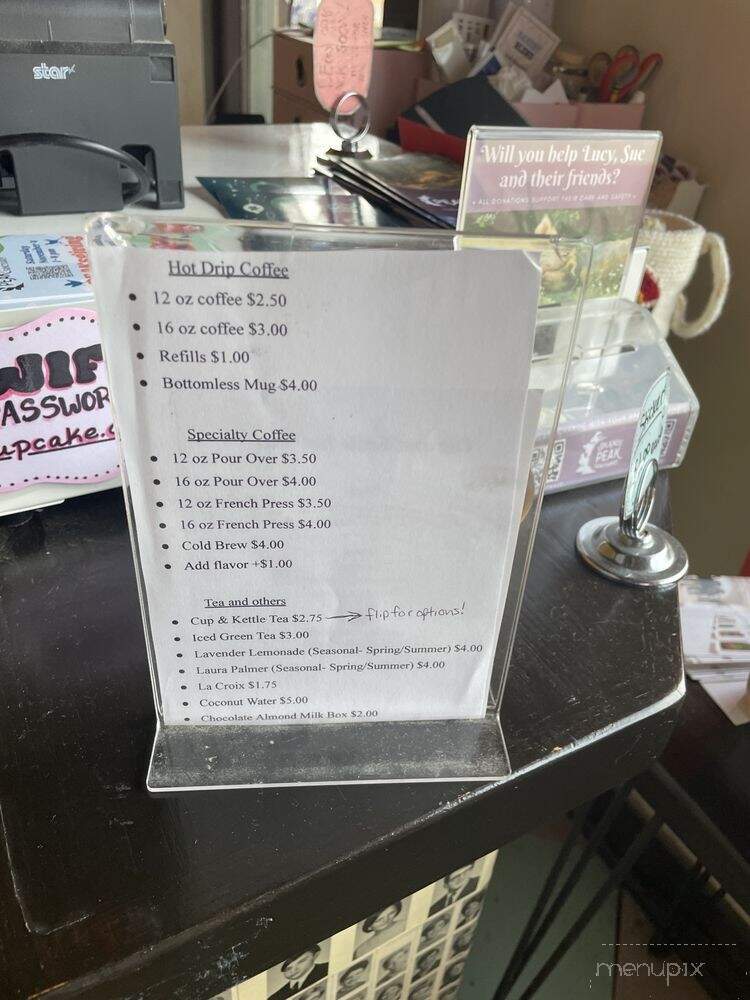 star
Will you help Lucy, Sue
and their friends?
• ALL DONATIONS SUPPORT THEIR CARE AND SAFETY •
Hot Drip Coffee
• 12 oz coffee $2.50
• 16 oz coffee $3.00
• Refills $1.00
• Bottomless Mug $4.00
Specialty Coffee
• 12 oz Pour Over $3.50
• 16 oz Pour Over $4.00
• 12 oz French Press $3.50
• 16 oz French Press $4.00
• Cold Brew $4.00
• Add flavor +$1.00
Tea and others
• Cup & Kettle Tea $2.75 → flip for options!
• Iced Green Tea $3.00
• Lavender Lemonade (Seasonal- Spring/Summer) $4.00
• Laura Palmer (Seasonal- Spring/Summer) $4.00
• La Croix $1.75
• Coconut Water $5.00
• Chocolate Almond Milk Box $2.00
WIF
ASSWOR
upcake.
PEAK
menupix